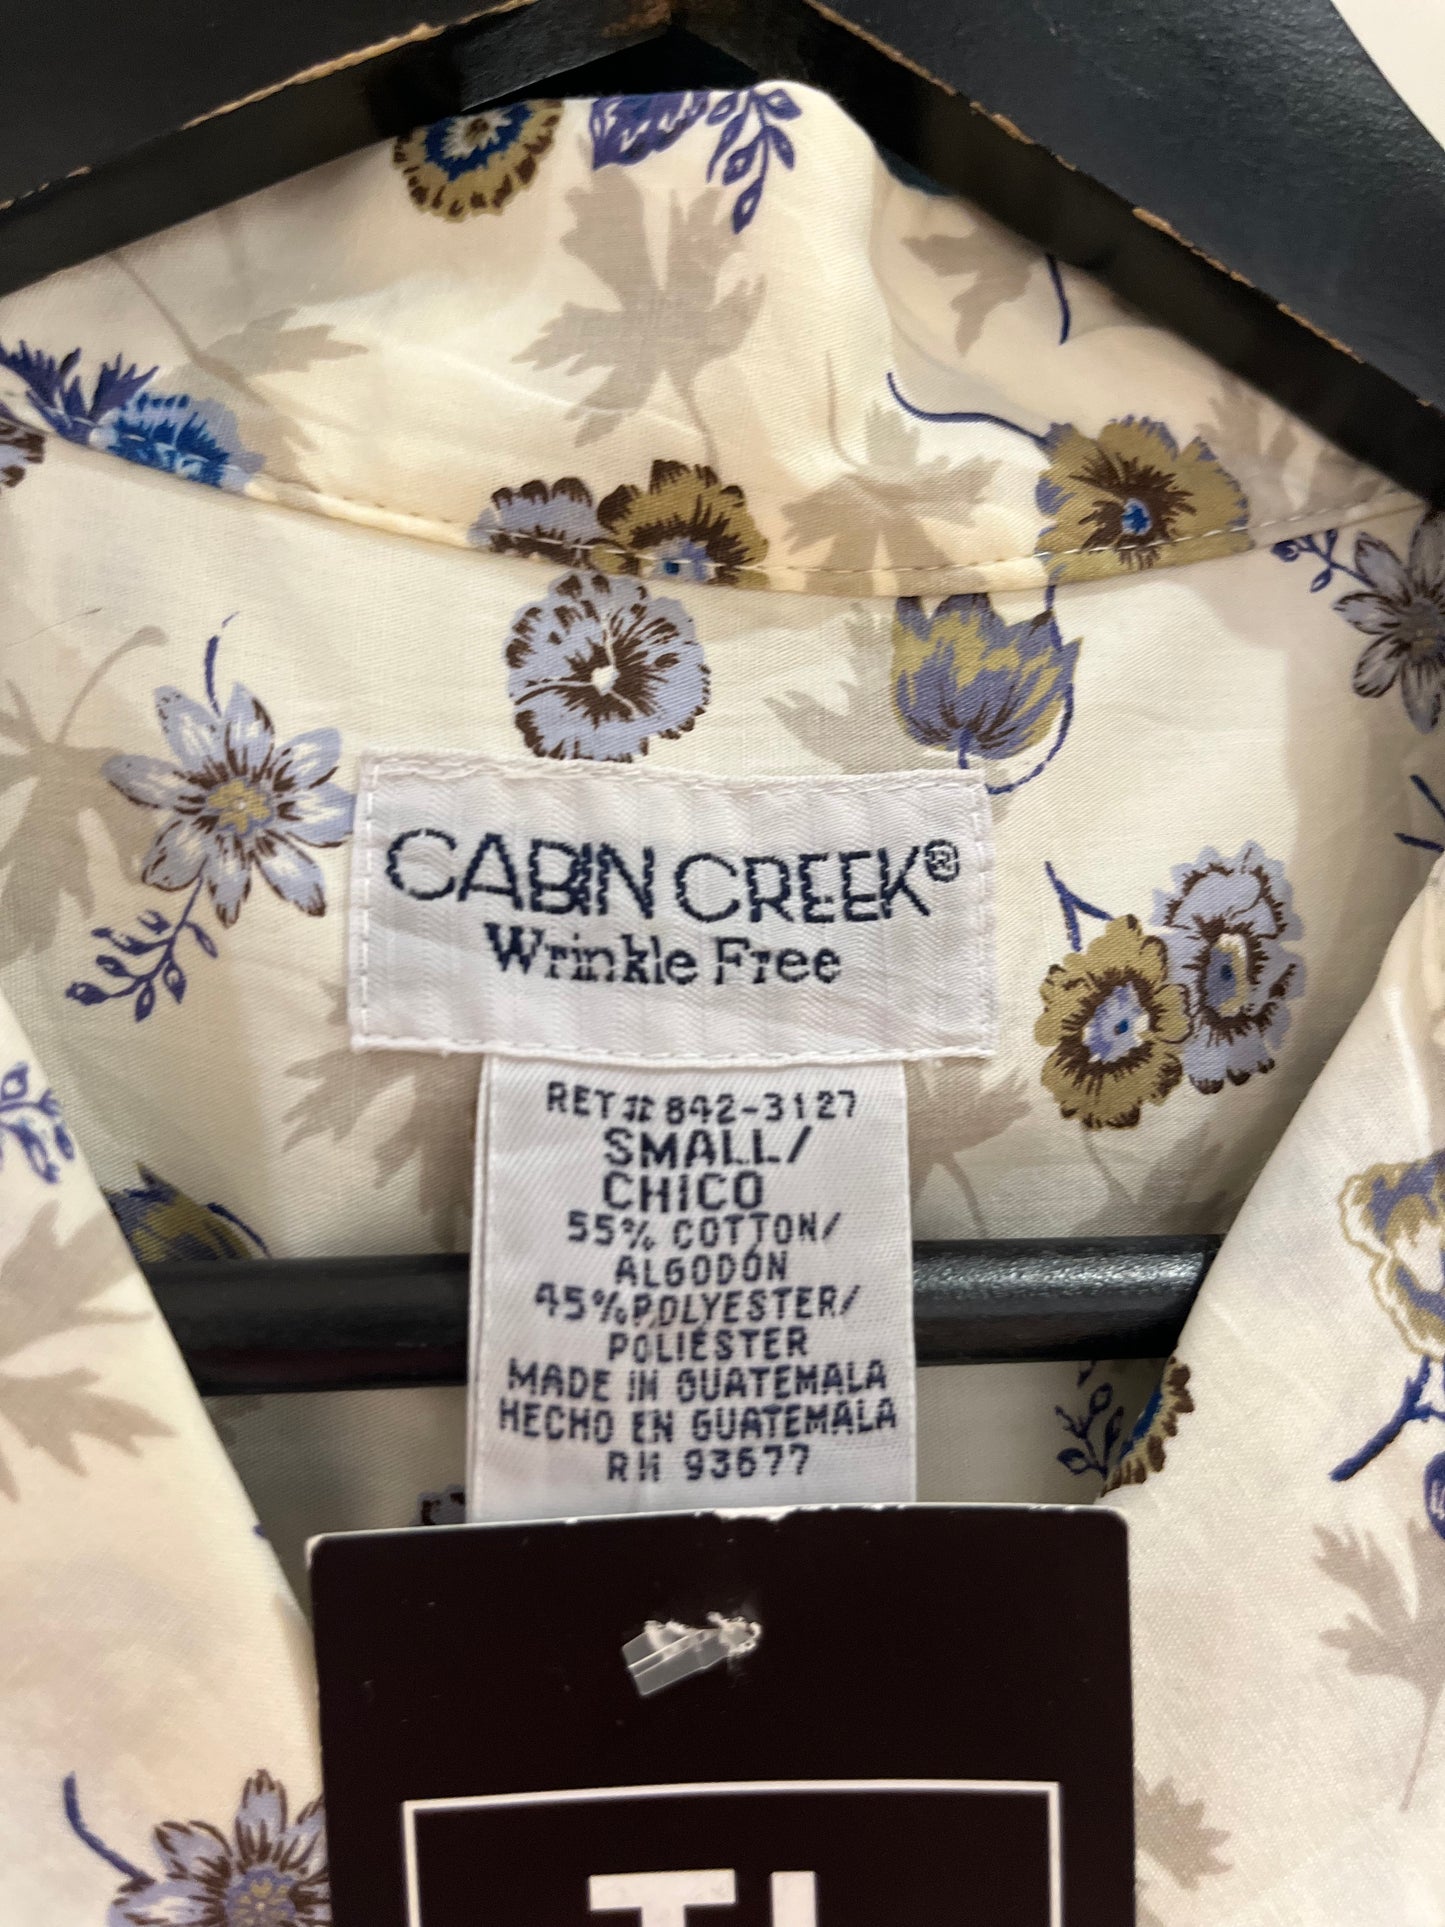 CABIN CREEK®
Wrinkle Free
RET# 842-3127
SMALL/
CHICO
55% COTTON/
ALGODÓN
45% POLYESTER/
POLIÉSTER
MADE IN GUATEMALA
HECHO EN GUATEMALA
RN 93677